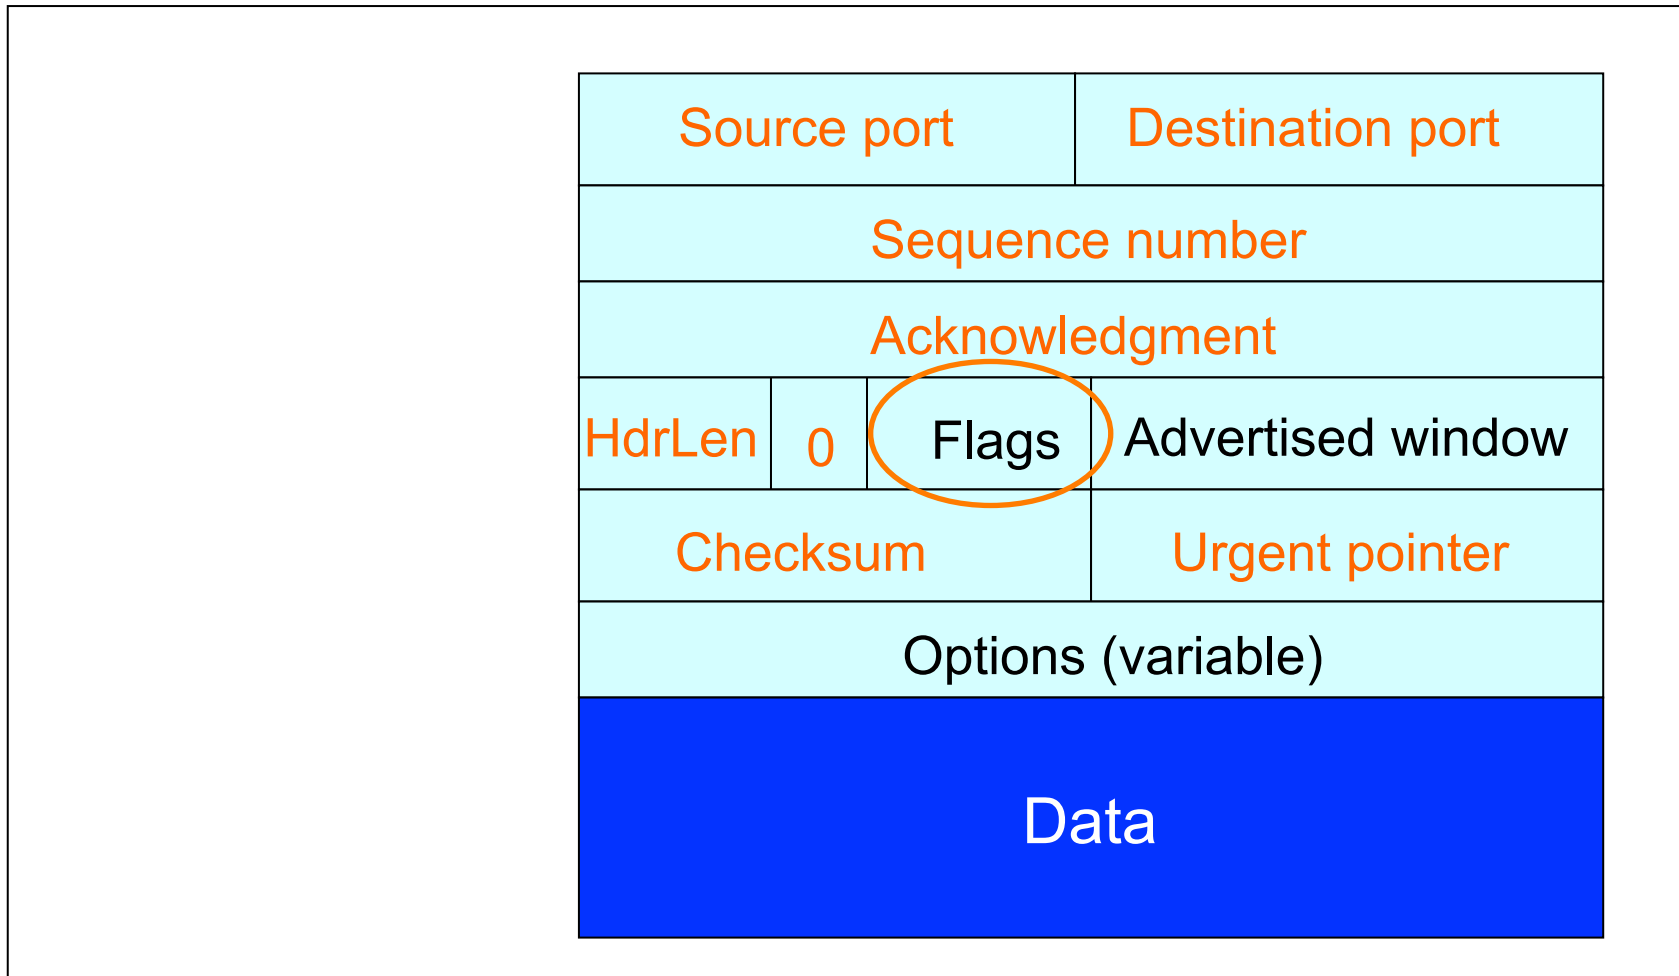 Source port Destination port
Sequence number
Acknowledgment
HdrLen 0 Flags Advertised window
Checksum Urgent pointer
Options (variable)
Data